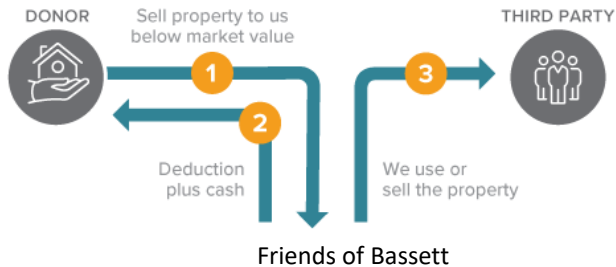 DONOR
Sell property to us
below market value
THIRD PARTY
1
3
2
Deduction
plus cash
We use or
sell the property
Friends of Bassett